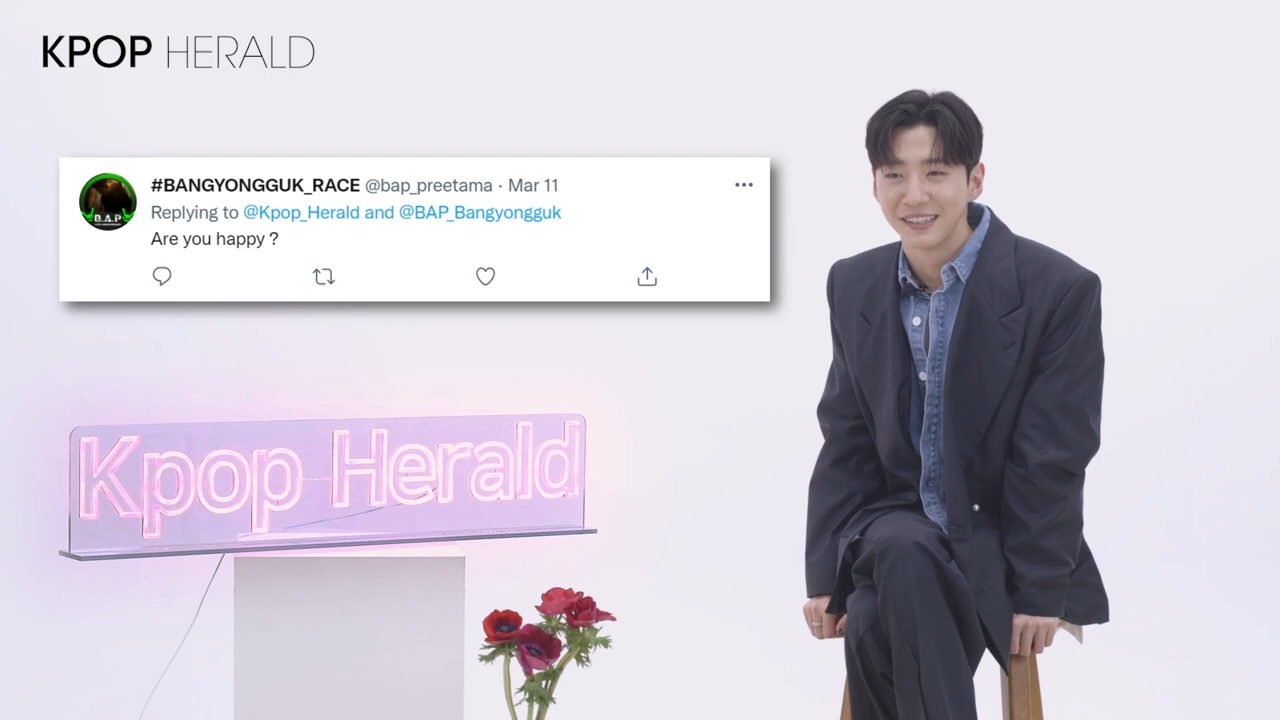 KPOP HERALD
#BANGYONGGUK_RACE @bap_preetama · Mar 11
Replying to @Kpop_Herald and @BAP_Bangyongguk
Are you happy ?
B.A.P
Kpop Herald